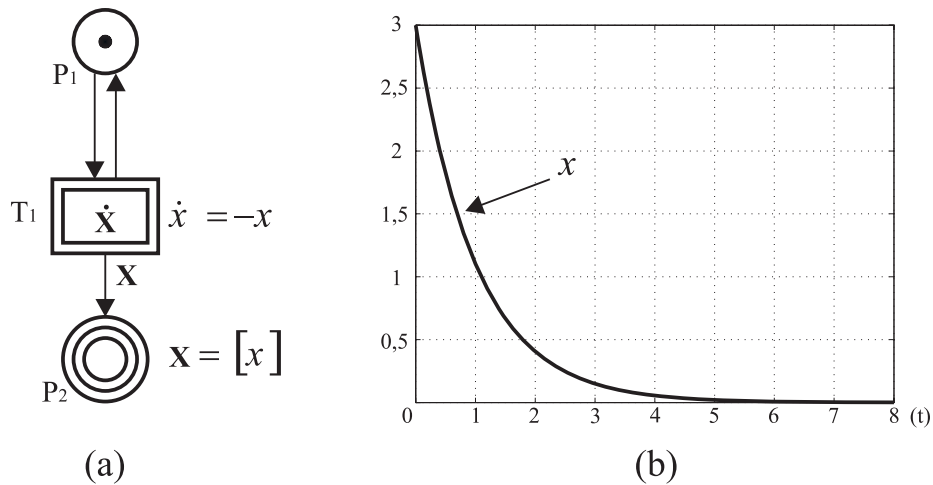 P1
T1
Ẋ
ẋ = −x
X
P2
X = [x]
(a)
3
2,5
2
1,5
1
0,5
x
0 1 2 3 4 5 6 7 8 (t)
(b)